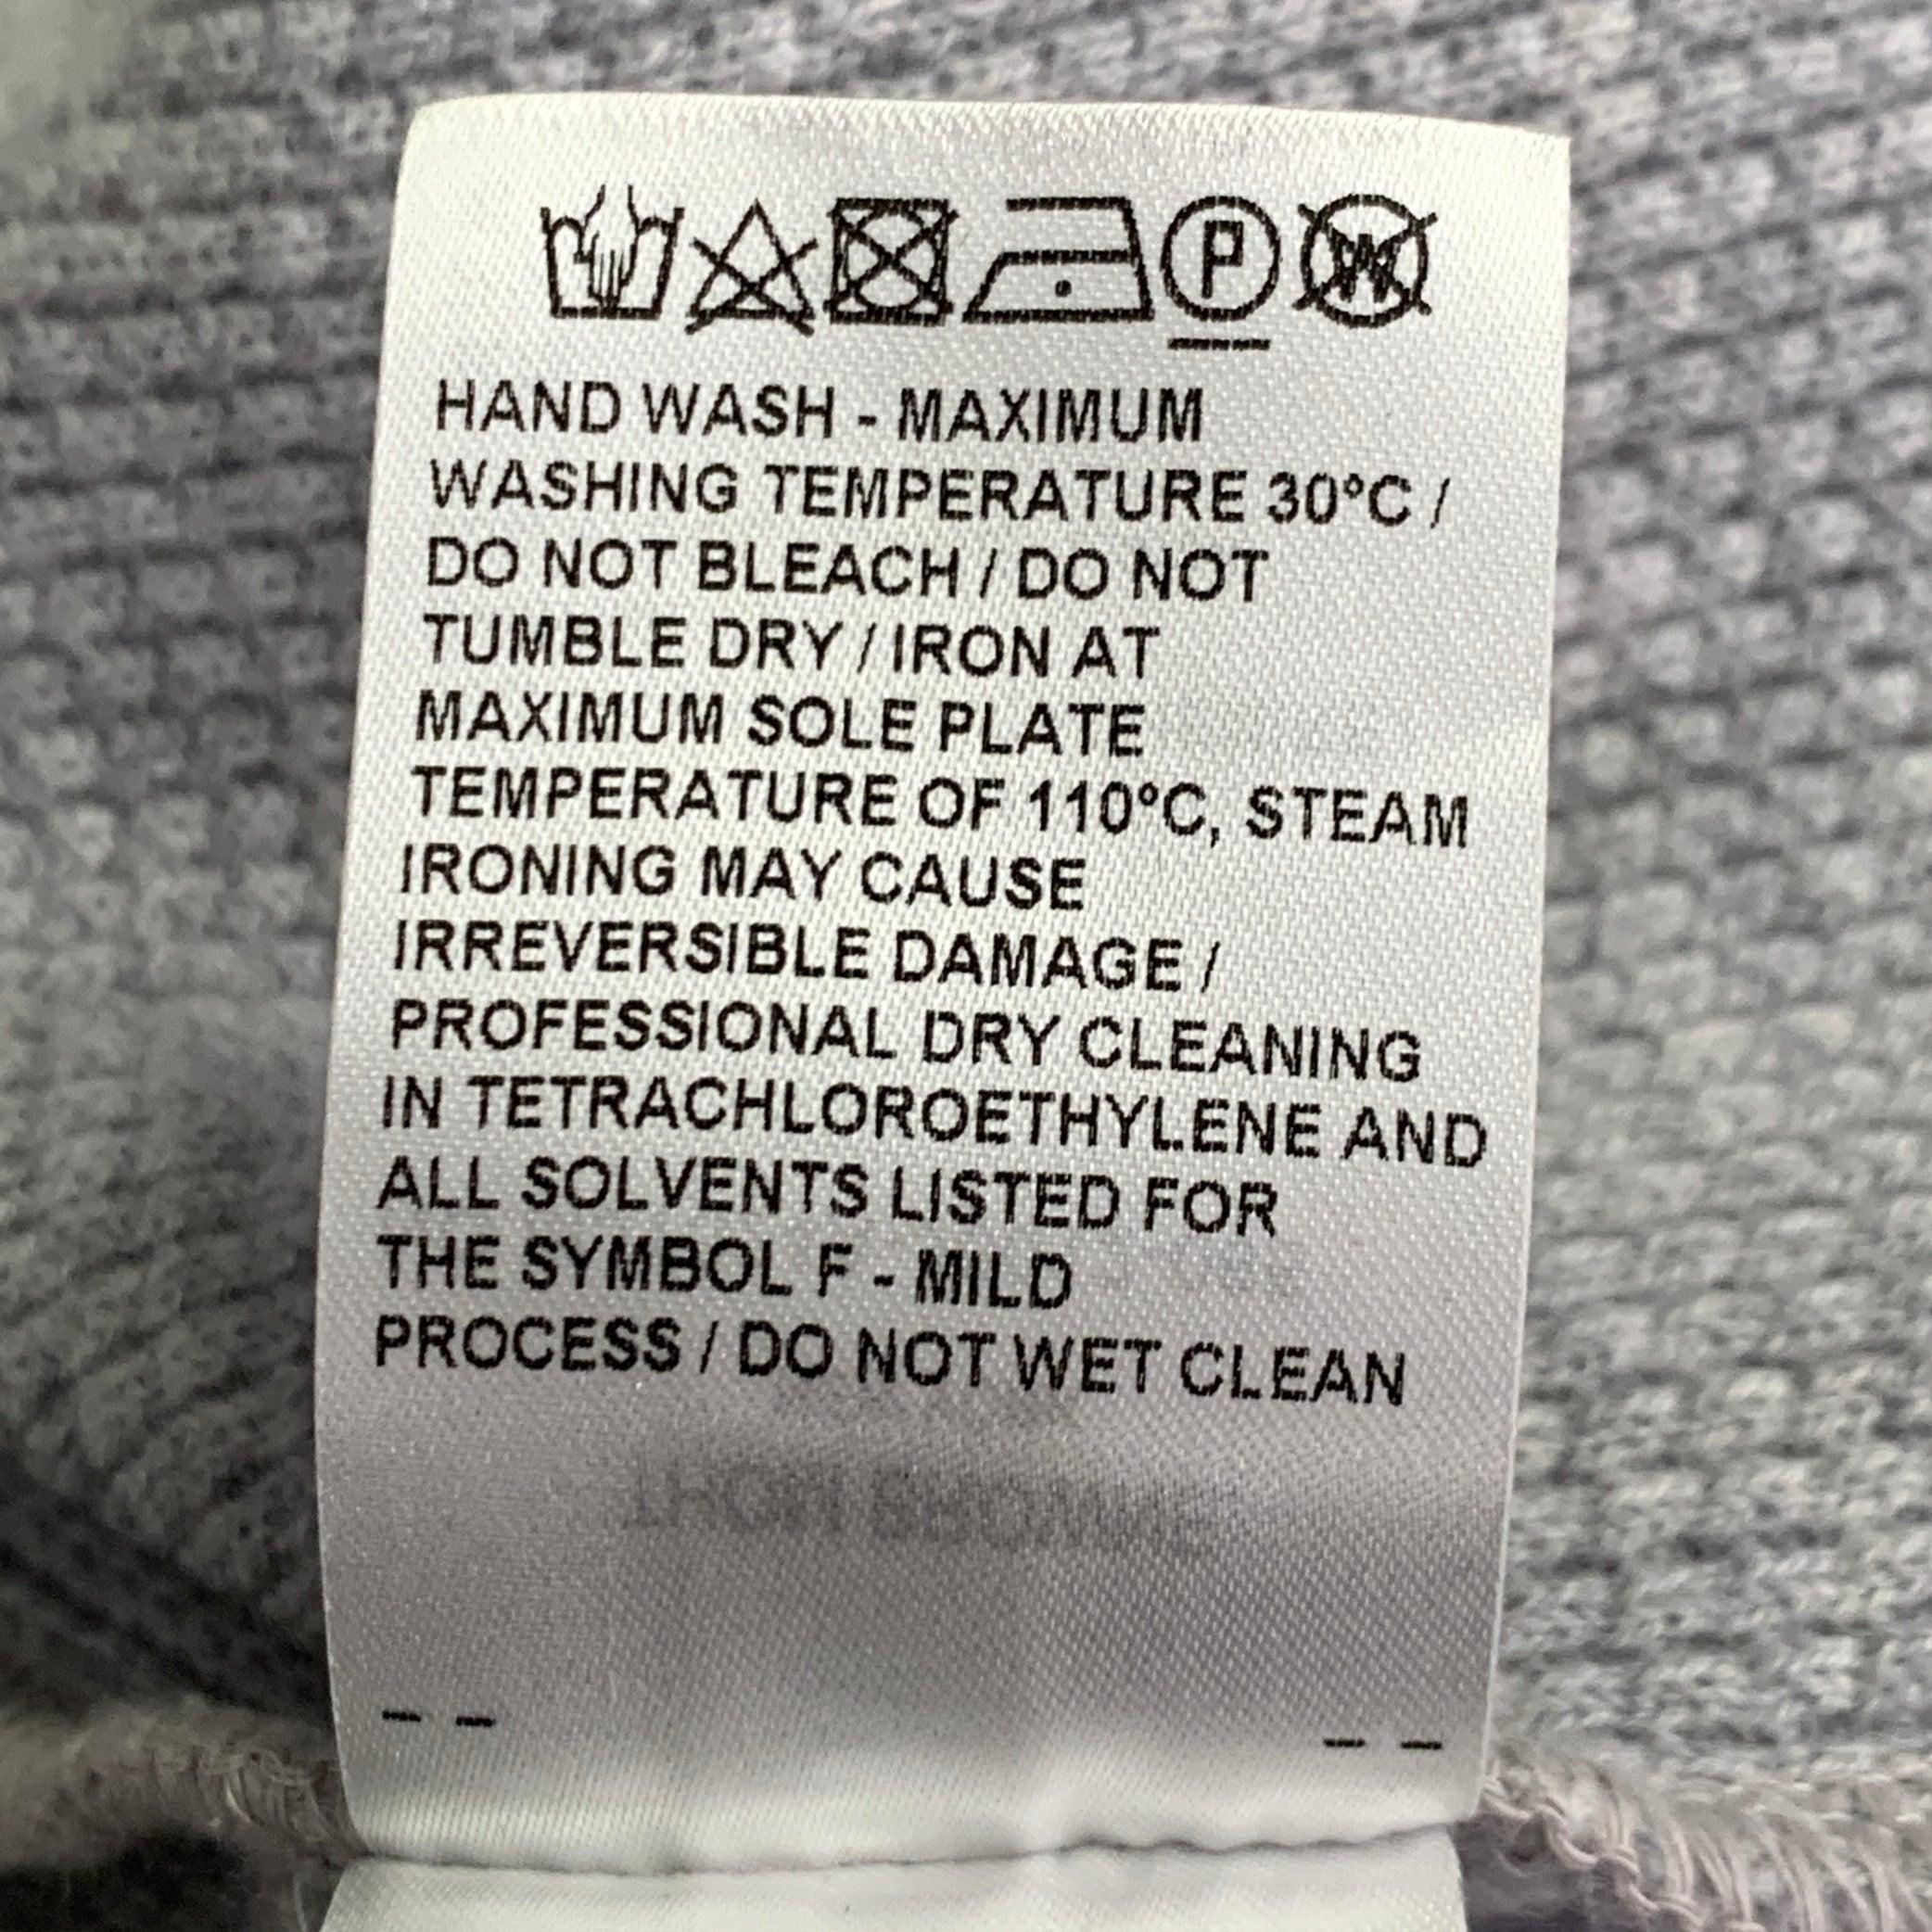 P W
HAND WASH - MAXIMUM
WASHING TEMPERATURE 30°C /
DO NOT BLEACH / DO NOT
TUMBLE DRY / IRON AT
MAXIMUM SOLE PLATE
TEMPERATURE OF 110°C, STEAM
IRONING MAY CAUSE
IRREVERSIBLE DAMAGE /
PROFESSIONAL DRY CLEANING
IN TETRACHLOROETHYLENE AND
ALL SOLVENTS LISTED FOR
THE SYMBOL F - MILD
PROCESS / DO NOT WET CLEAN